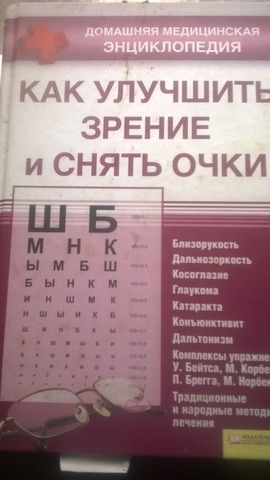 ДОМАШНЯЯ МЕДИЦИНСКАЯ
ЭНЦИКЛОПЕДИЯ
КАК УЛУЧШИТЬ
ЗРЕНИЕ
и СНЯТЬ ОЧКИ
Ш Б
М Н К
Ы М Б Ш
Б Ы Н К М
И Н Ш М К
Н Ш Ы И К Б
Близорукость
Дальнозоркость
Косоглазие
Глаукома
Катаракта
Конъюнктивит
Дальтонизм
Комплексы упражне
У. Бейтса, М. Корбе
П. Брегга, М. Норбек
Традиционные
и народные методы
лечения